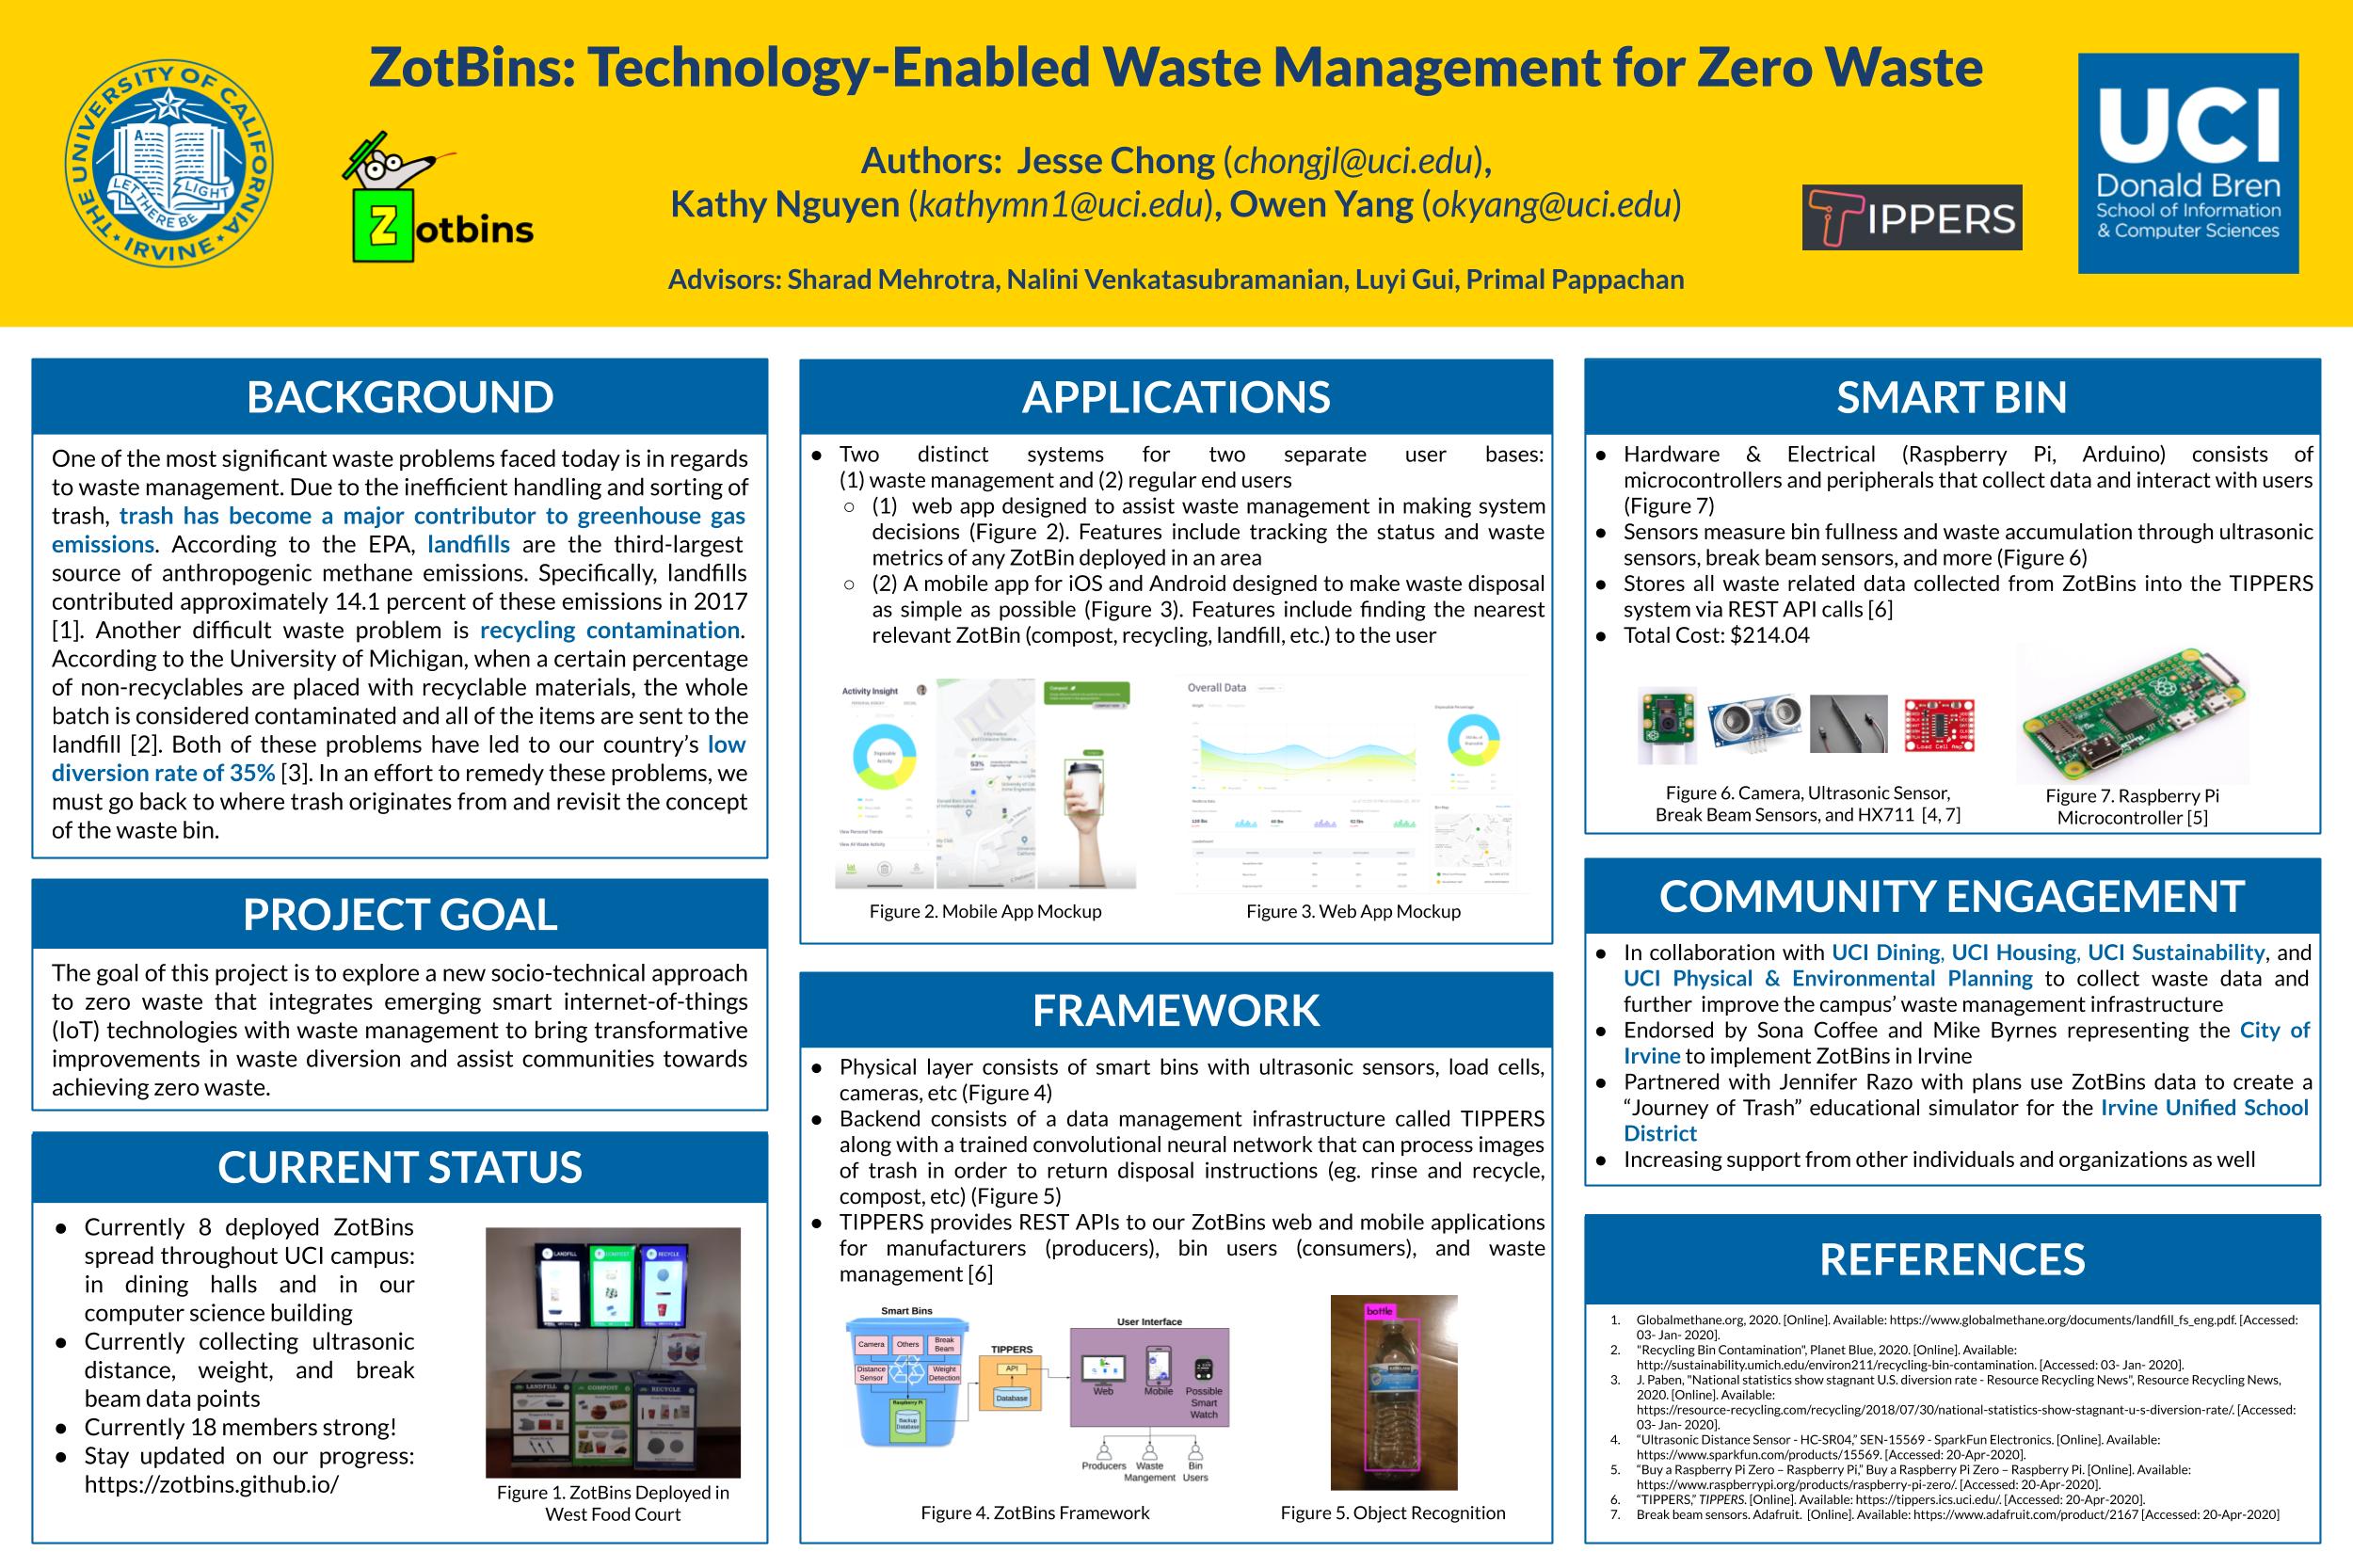 ZotBins: Technology-Enabled Waste Management for Zero Waste
THE UNIVERSITY OF CALIFORNIA
LET THERE BE LIGHT
IRVINE
Zotbins
Authors: Jesse Chong (chongjl@uci.edu),
Kathy Nguyen (kathymn1@uci.edu), Owen Yang (okyang@uci.edu)
Advisors: Sharad Mehrotra, Nalini Venkatasubramanian, Luyi Gui, Primal Pappachan
TIPPERS
UCI
Donald Bren
School of Information
& Computer Sciences
BACKGROUND
One of the most significant waste problems faced today is in regards
to waste management. Due to the inefficient handling and sorting of
trash, trash has become a major contributor to greenhouse gas
emissions. According to the EPA, landfills are the third-largest
source of anthropogenic methane emissions. Specifically, landfills
contributed approximately 14.1 percent of these emissions in 2017
[1]. Another difficult waste problem is recycling contamination.
According to the University of Michigan, when a certain percentage
of non-recyclables are placed with recyclable materials, the whole
batch is considered contaminated and all of the items are sent to the
landfill [2]. Both of these problems have led to our country's low
diversion rate of 35% [3]. In an effort to remedy these problems, we
must go back to where trash originates from and revisit the concept
of the waste bin.
PROJECT GOAL
The goal of this project is to explore a new socio-technical approach
to zero waste that integrates emerging smart internet-of-things
(IoT) technologies with waste management to bring transformative
improvements in waste diversion and assist communities towards
achieving zero waste.
CURRENT STATUS
● Currently 8 deployed ZotBins
spread throughout UCI campus:
in dining halls and in our
computer science building
● Currently collecting ultrasonic
distance, weight, and break
beam data points
● Currently 18 members strong!
● Stay updated on our progress:
https://zotbins.github.io/
LANDFILL COMPOST RECYCLE
LANDFILL COMPOST RECYCLE
Figure 1. ZotBins Deployed in
West Food Court
APPLICATIONS
● Two distinct systems for two separate user bases:
(1) waste management and (2) regular end users
○ (1) web app designed to assist waste management in making system
decisions (Figure 2). Features include tracking the status and waste
metrics of any ZotBin deployed in an area
○ (2) A mobile app for iOS and Android designed to make waste disposal
as simple as possible (Figure 3). Features include finding the nearest
relevant ZotBin (compost, recycling, landfill, etc.) to the user
Activity Insight
Disposable
Activity
View Personal Trends
View All Waste Activity
53%
Compost
Overall Data
Figure 2. Mobile App Mockup
Figure 3. Web App Mockup
FRAMEWORK
● Physical layer consists of smart bins with ultrasonic sensors, load cells,
cameras, etc (Figure 4)
● Backend consists of a data management infrastructure called TIPPERS
along with a trained convolutional neural network that can process images
of trash in order to return disposal instructions (eg. rinse and recycle,
compost, etc) (Figure 5)
● TIPPERS provides REST APIs to our ZotBins web and mobile applications
for manufacturers (producers), bin users (consumers), and waste
management [6]
Smart Bins
Camera
Others
Break
Beam
Distance
Sensor
Weight
Detection
Raspberry Pi
Backup
Database
TIPPERS
API
Database
User Interface
Web
Mobile
Possible
Smart
Watch
Producers
Waste
Mangement
Bin
Users
bottle
Figure 4. ZotBins Framework
Figure 5. Object Recognition
SMART BIN
● Hardware & Electrical (Raspberry Pi, Arduino) consists of
microcontrollers and peripherals that collect data and interact with users
(Figure 7)
● Sensors measure bin fullness and waste accumulation through ultrasonic
sensors, break beam sensors, and more (Figure 6)
● Stores all waste related data collected from ZotBins into the TIPPERS
system via REST API calls [6]
● Total Cost: $214.04
Load Cell Amp
Figure 6. Camera, Ultrasonic Sensor,
Break Beam Sensors, and HX711 [4, 7]
Figure 7. Raspberry Pi
Microcontroller [5]
COMMUNITY ENGAGEMENT
● In collaboration with UCI Dining, UCI Housing, UCI Sustainability, and
UCI Physical & Environmental Planning to collect waste data and
further improve the campus' waste management infrastructure
● Endorsed by Sona Coffee and Mike Byrnes representing the City of
Irvine to implement ZotBins in Irvine
● Partnered with Jennifer Razo with plans use ZotBins data to create a
“Journey of Trash” educational simulator for the Irvine Unified School
District
● Increasing support from other individuals and organizations as well
REFERENCES
1. Globalmethane.org, 2020. [Online]. Available: https://www.globalmethane.org/documents/landfill_fs_eng.pdf. [Accessed:
03- Jan- 2020].
2. "Recycling Bin Contamination", Planet Blue, 2020. [Online]. Available:
http://sustainability.umich.edu/environ211/recycling-bin-contamination. [Accessed: 03- Jan- 2020].
3. J. Paben, "National statistics show stagnant U.S. diversion rate - Resource Recycling News", Resource Recycling News,
2020. [Online]. Available:
https://resource-recycling.com/recycling/2018/07/30/national-statistics-show-stagnant-u-s-diversion-rate/. [Accessed:
03- Jan- 2020].
4. “Ultrasonic Distance Sensor - HC-SR04,” SEN-15569 - SparkFun Electronics. [Online]. Available:
https://www.sparkfun.com/products/15569. [Accessed: 20-Apr-2020].
5. “Buy a Raspberry Pi Zero – Raspberry Pi,” Buy a Raspberry Pi Zero – Raspberry Pi. [Online]. Available:
https://www.raspberrypi.org/products/raspberry-pi-zero/. [Accessed: 20-Apr-2020].
6. “TIPPERS,” TIPPERS. [Online]. Available: https://tippers.ics.uci.edu/. [Accessed: 20-Apr-2020].
7. Break beam sensors. Adafruit. [Online]. Available: https://www.adafruit.com/product/2167 [Accessed: 20-Apr-2020]